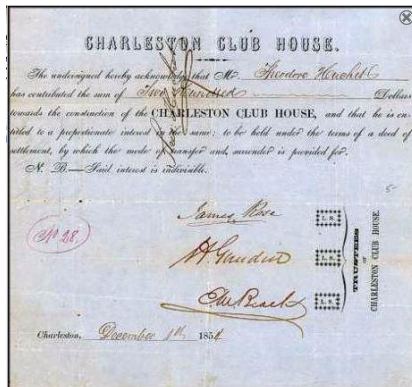 CHARLESTON CLUB HOUSE.
The undersigned hereby acknowledge that Mr. Theodore Huchet
has contributed the sum of Two Hundred Dollars
towards the construction of the CHARLESTON CLUB HOUSE, and that he is en-
titled to a proportionate interest in the same; to be held under the terms of a deed of
settlement, by which the mode of transfer and surrender is provided for.
N. B.—Said interest is indivisible.
James Rose
L. S.
H Gourdin
L. S.
L. S.
TRUSTEES
OF
CHARLESTON CLUB HOUSE
No 28.
Charleston, December 1st 1854